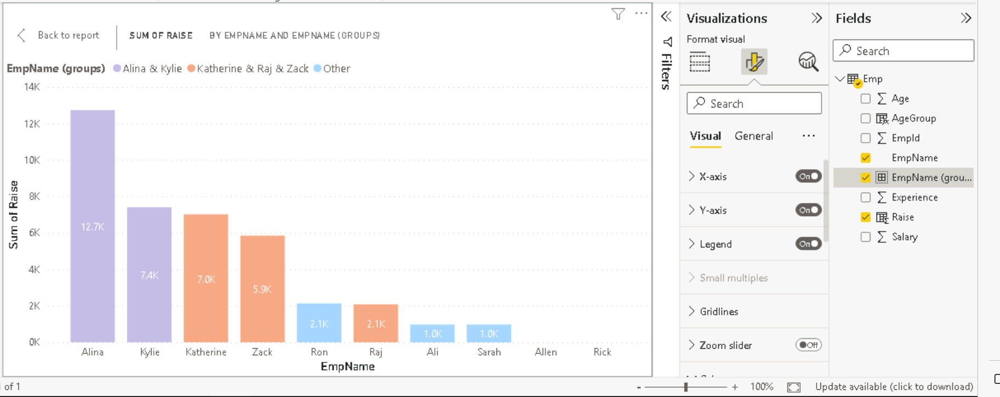 Back to report
SUM OF RAISE BY EMPNAME AND EMPNAME (GROUPS)
EmpName (groups) Alina & Kylie Katherine & Raj & Zack Other
14K
12K
10K
8K
6K
4K
2K
0K
Sum of Raise
12.7K
7.4K
7.0K
5.9K
2.1K
2.1K
1.0K
1.0K
Alina Kylie Katherine Zack Ron Raj Ali Sarah Allen Rick
EmpName
Filters
Visualizations
Format visual
Search
Visual General
X-axis On
Y-axis On
Legend On
Small multiples
Gridlines
Zoom slider Off
Fields
Search
Emp
Age
AgeGroup
EmpId
EmpName
EmpName (grou...
Experience
Raise
Salary
of 1
- + 100% Update available (click to download)